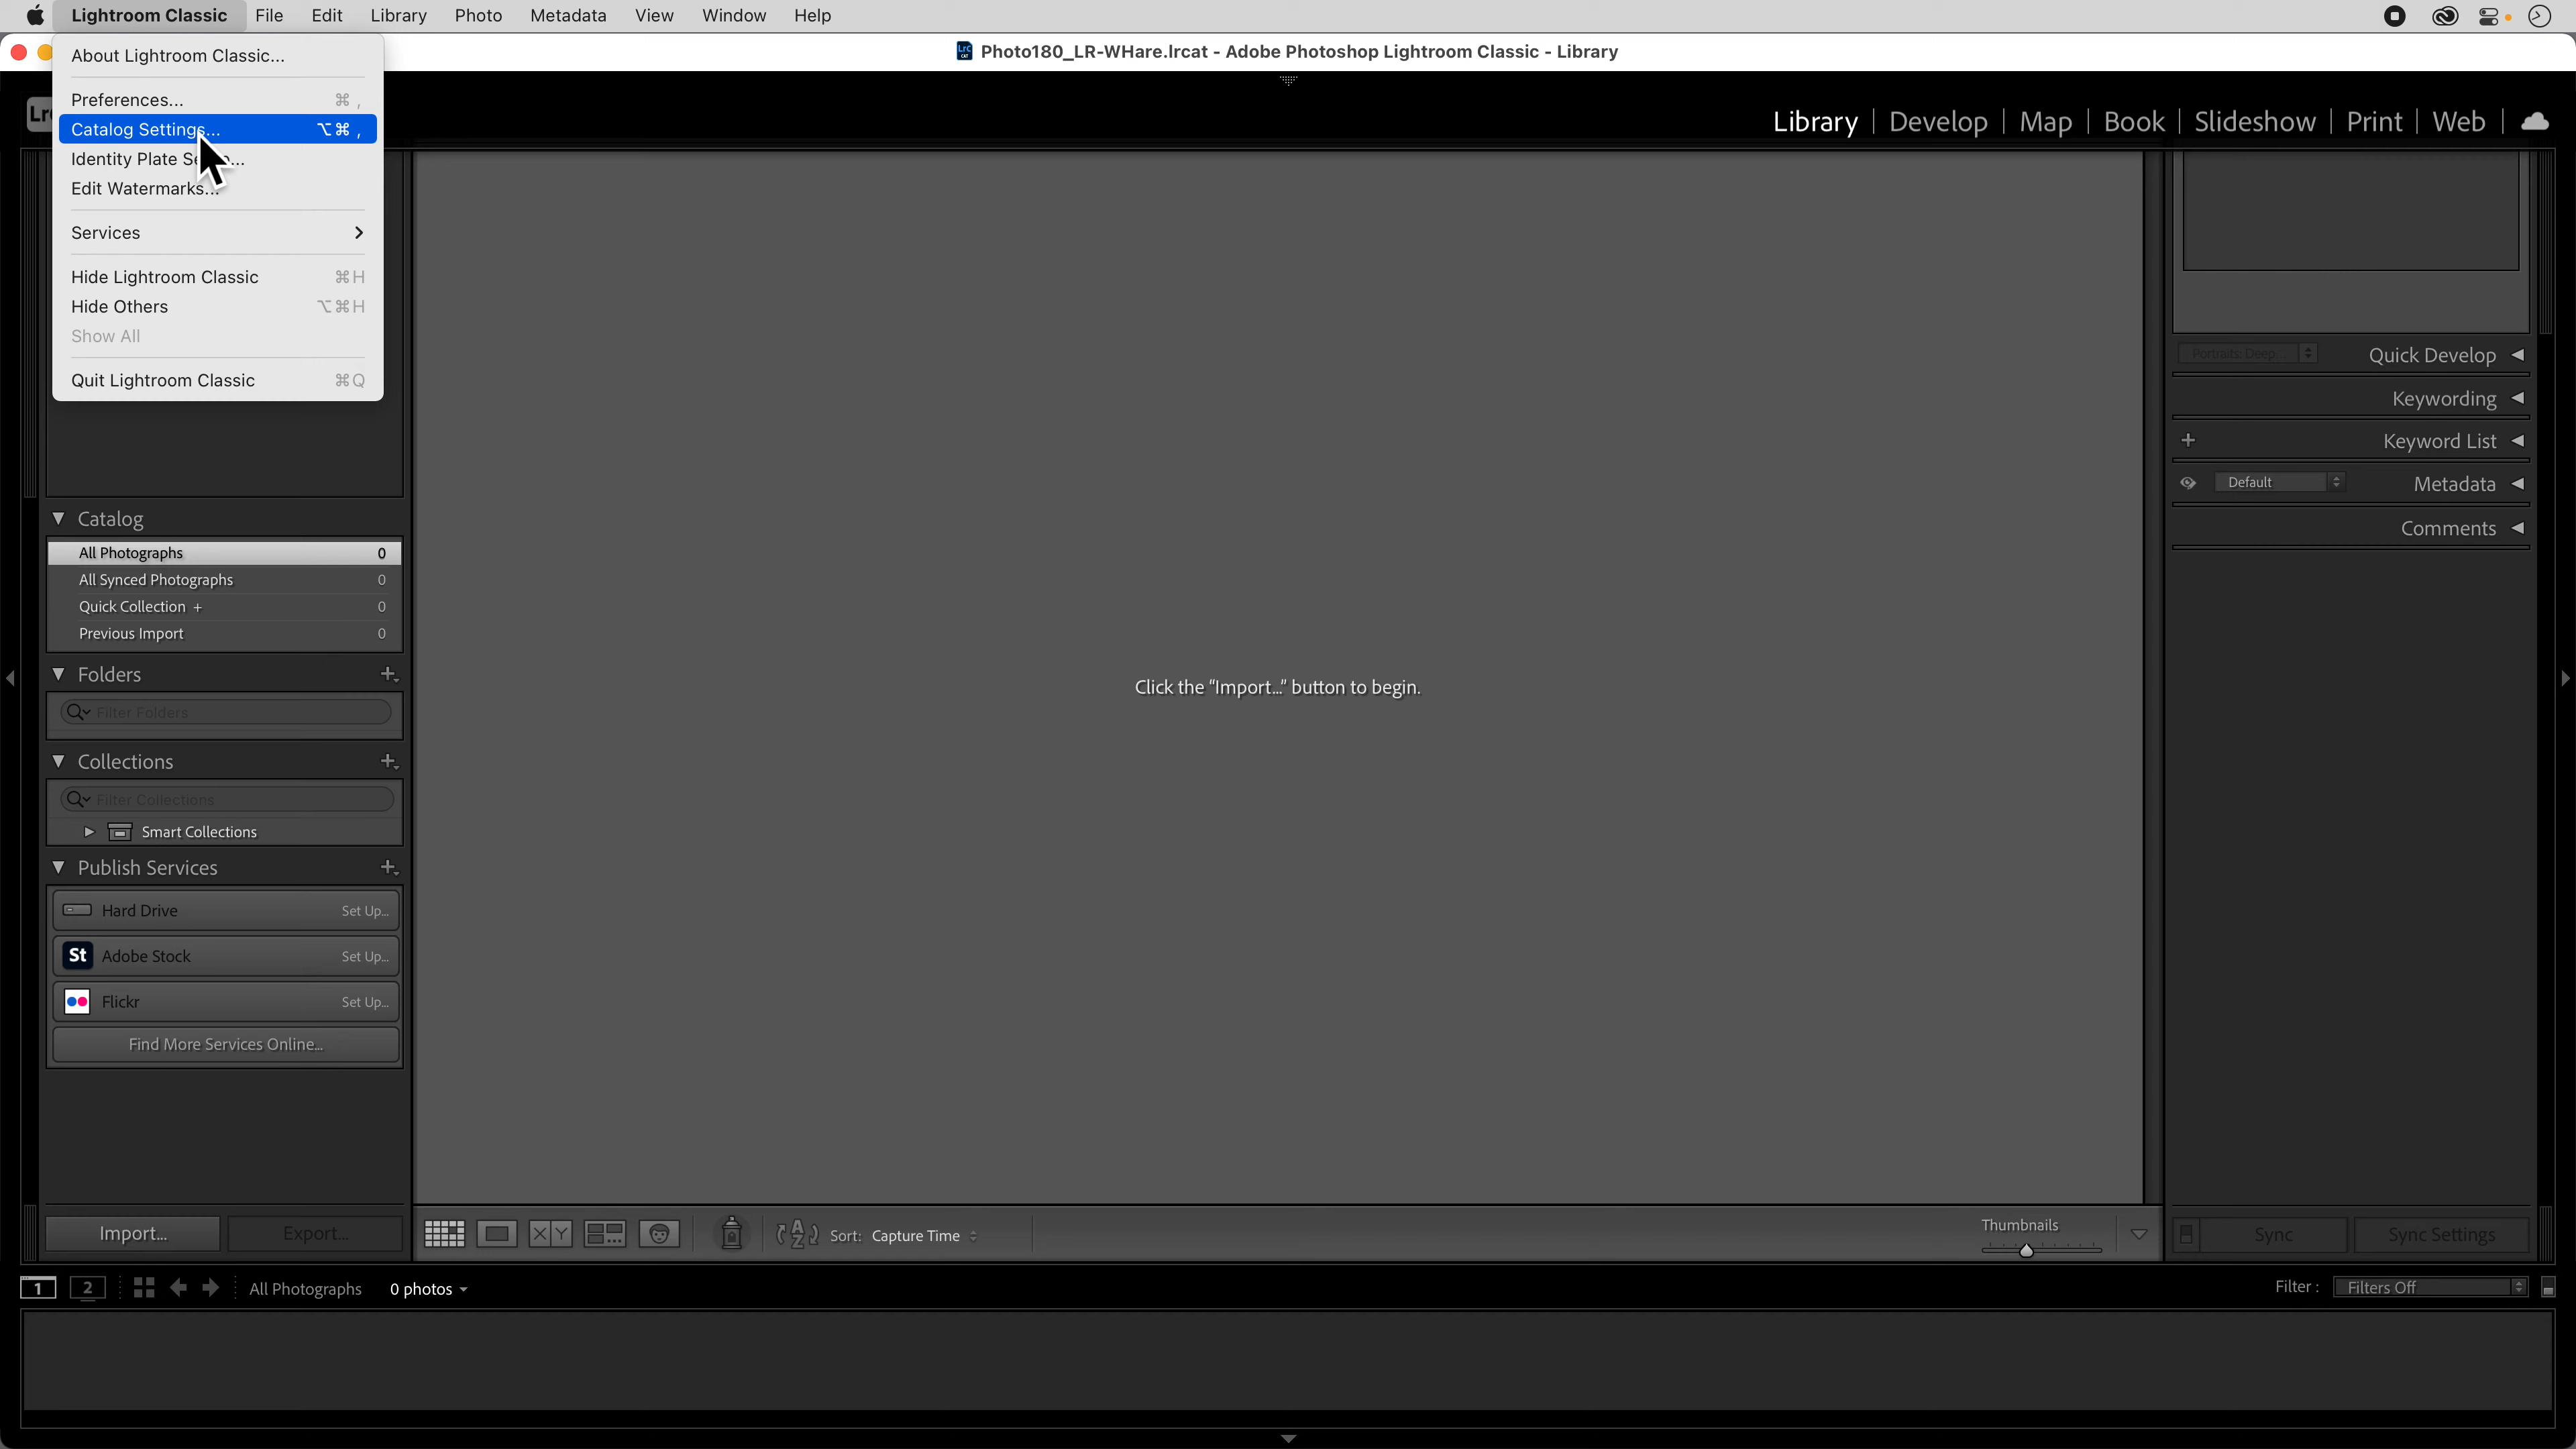 Lightroom Classic File Edit Library Photo Metadata View Window Help
Photo180_LR-WHare.lrcat - Adobe Photoshop Lightroom Classic - Library
About Lightroom Classic...
Preferences... ⌘ ,
Catalog Settings... ⌥⌘ ,
Identity Plate
Edit Watermarks...
Services
Hide Lightroom Classic ⌘H
Hide Others ⌥⌘H
Show All
Quit Lightroom Classic ⌘Q
Library | Develop | Map | Book | Slideshow | Print | Web
Catalog
All Photographs 0
All Synced Photographs 0
Quick Collection + 0
Previous Import 0
Folders
Filter Folders
Collections
Filter Collections
Smart Collections
Publish Services
Hard Drive Set Up...
St Adobe Stock Set Up...
Flickr Set Up...
Find More Services Online...
Import... Export...
Click the “Import...” button to begin.
Portraits: Deep... Quick Develop
Keywording
+ Keyword List
Default Metadata
Comments
XY Sort: Capture Time
Thumbnails
Sync Sync Settings
1 2 All Photographs 0 photos
Filter : Filters Off